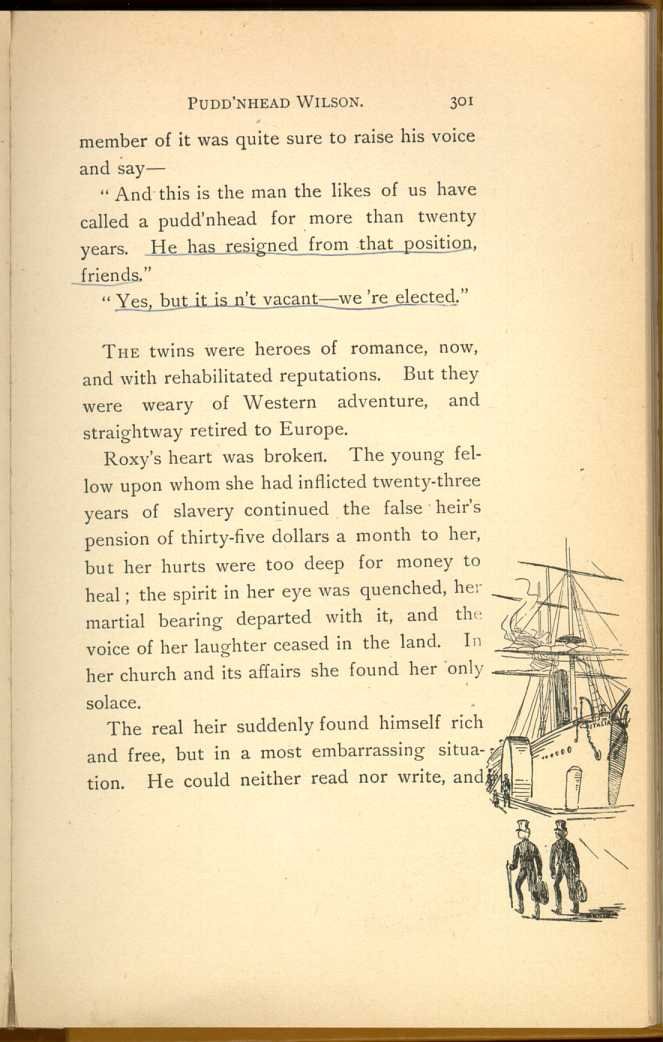 PUDD'NHEAD WILSON. 301
member of it was quite sure to raise his voice
and say—
“ And this is the man the likes of us have
called a pudd'nhead for more than twenty
years. He has resigned from that position,
friends.”
“ Yes, but it is n't vacant—we 're elected.”
THE twins were heroes of romance, now,
and with rehabilitated reputations. But they
were weary of Western adventure, and
straightway retired to Europe.
Roxy's heart was broken. The young fel-
low upon whom she had inflicted twenty-three
years of slavery continued the false heir's
pension of thirty-five dollars a month to her,
but her hurts were too deep for money to
heal ; the spirit in her eye was quenched, her
martial bearing departed with it, and the
voice of her laughter ceased in the land. In
her church and its affairs she found her only
solace.
The real heir suddenly found himself rich
and free, but in a most embarrassing situa-
tion. He could neither read nor write, and